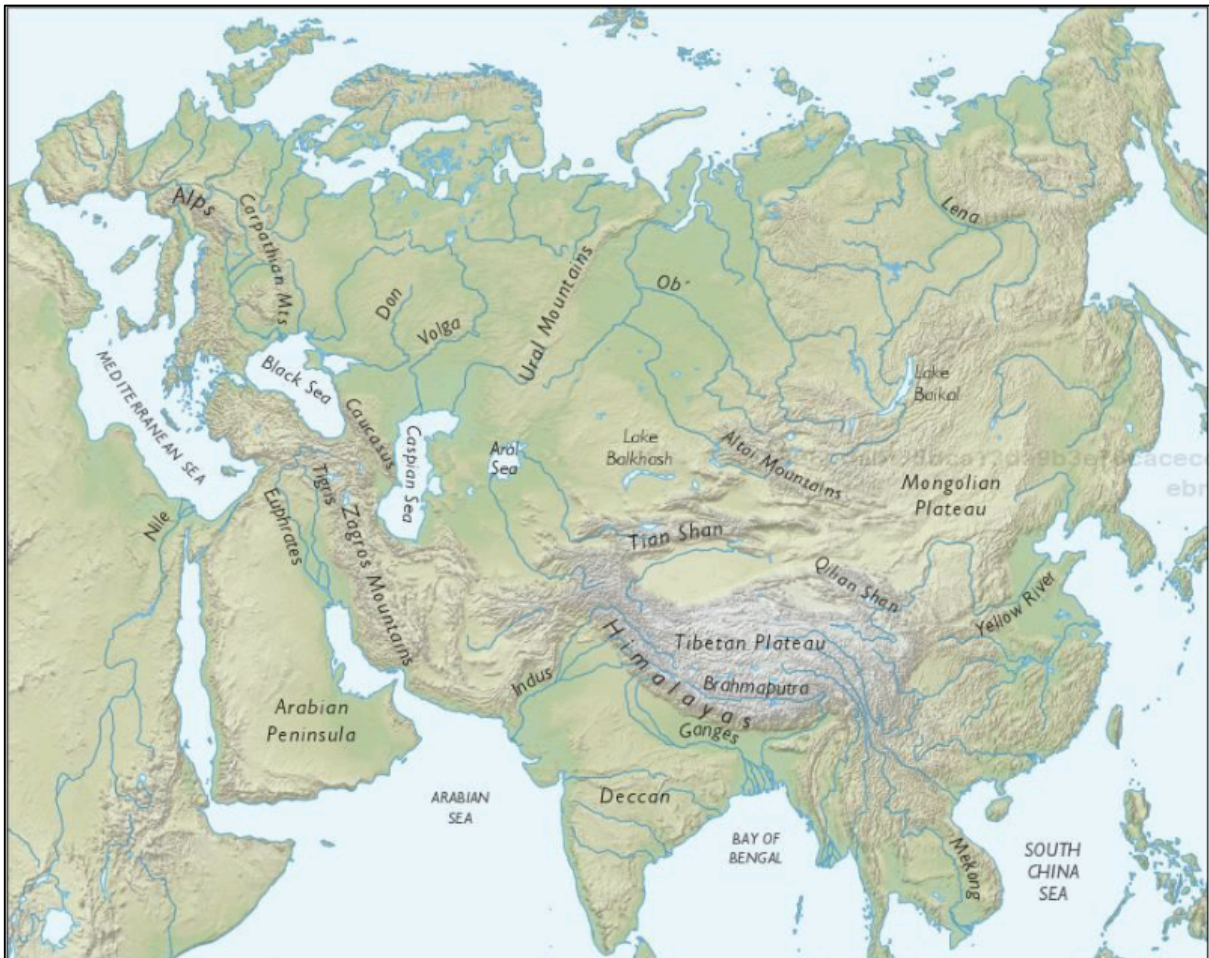 Alps
Carpathian Mts
Lena
Don
Volga
Ural Mountains
Ob'
MEDITERRANEAN SEA
Black Sea
Caucasus
Caspian Sea
Aral
Sea
Lake
Balkhash
Altai Mountains
Lake
Baikal
Mongolian
Plateau
Nile
Euphrates
Tigris
Zagros Mountains
Tian Shan
Qilian Shan
Yellow River
Himalayas
Tibetan Plateau
Brahmaputra
Indus
Ganges
Arabian
Peninsula
ARABIAN
SEA
Deccan
BAY OF
BENGAL
Mekong
SOUTH
CHINA
SEA